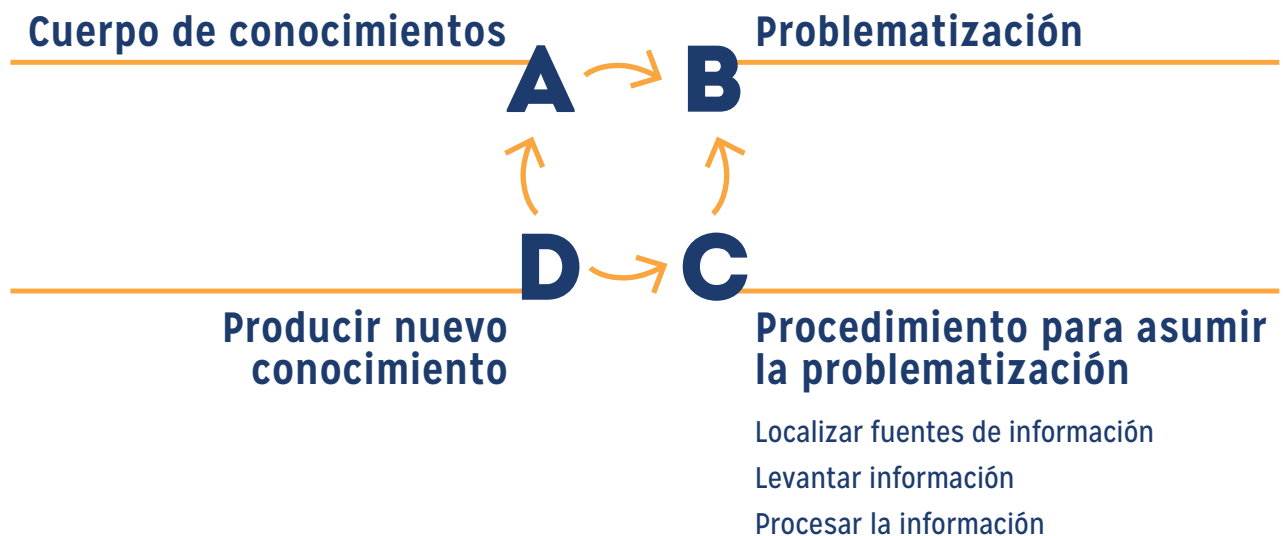 Cuerpo de conocimientos
Problematización
A
B
D
C
Producir nuevo
conocimiento
Procedimiento para asumir
la problematización
Localizar fuentes de información
Levantar información
Procesar la información